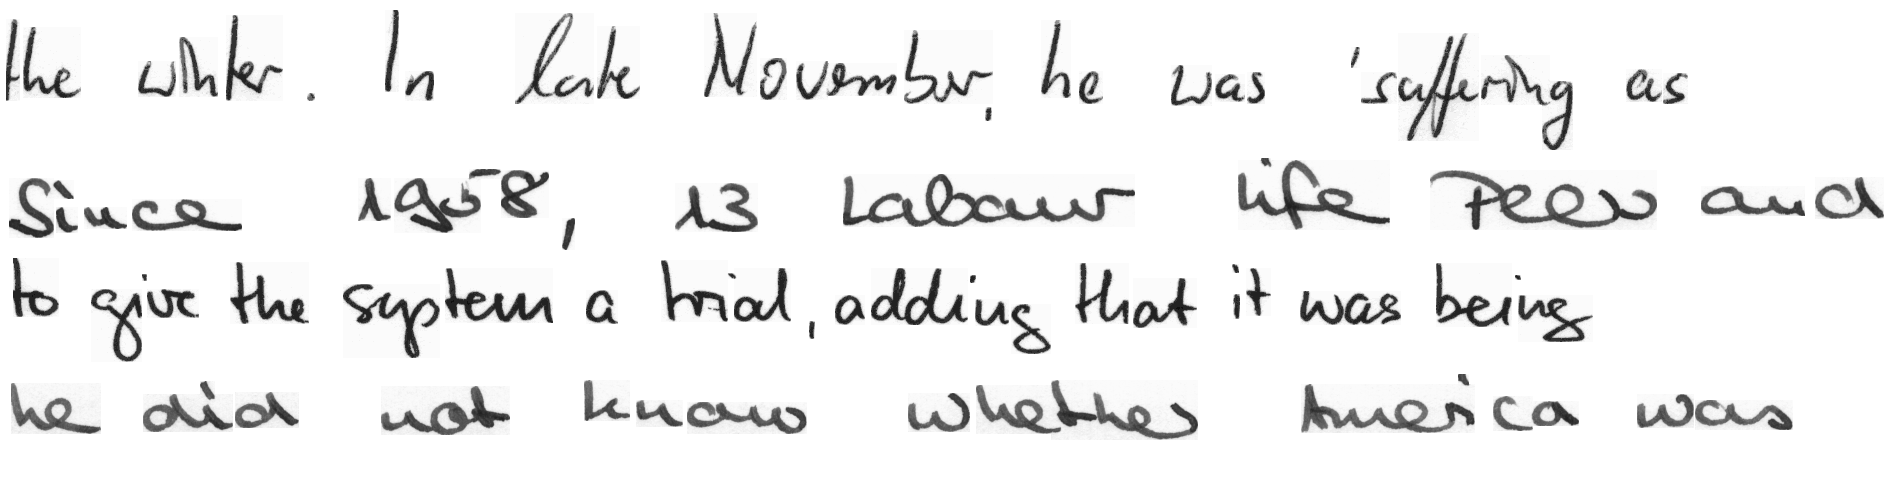 the winter. In late November, he was 'suffering as
Since 1958, 13 Labour life Peers and
to give the system a trial, adding that it was being
he did not know whether America was